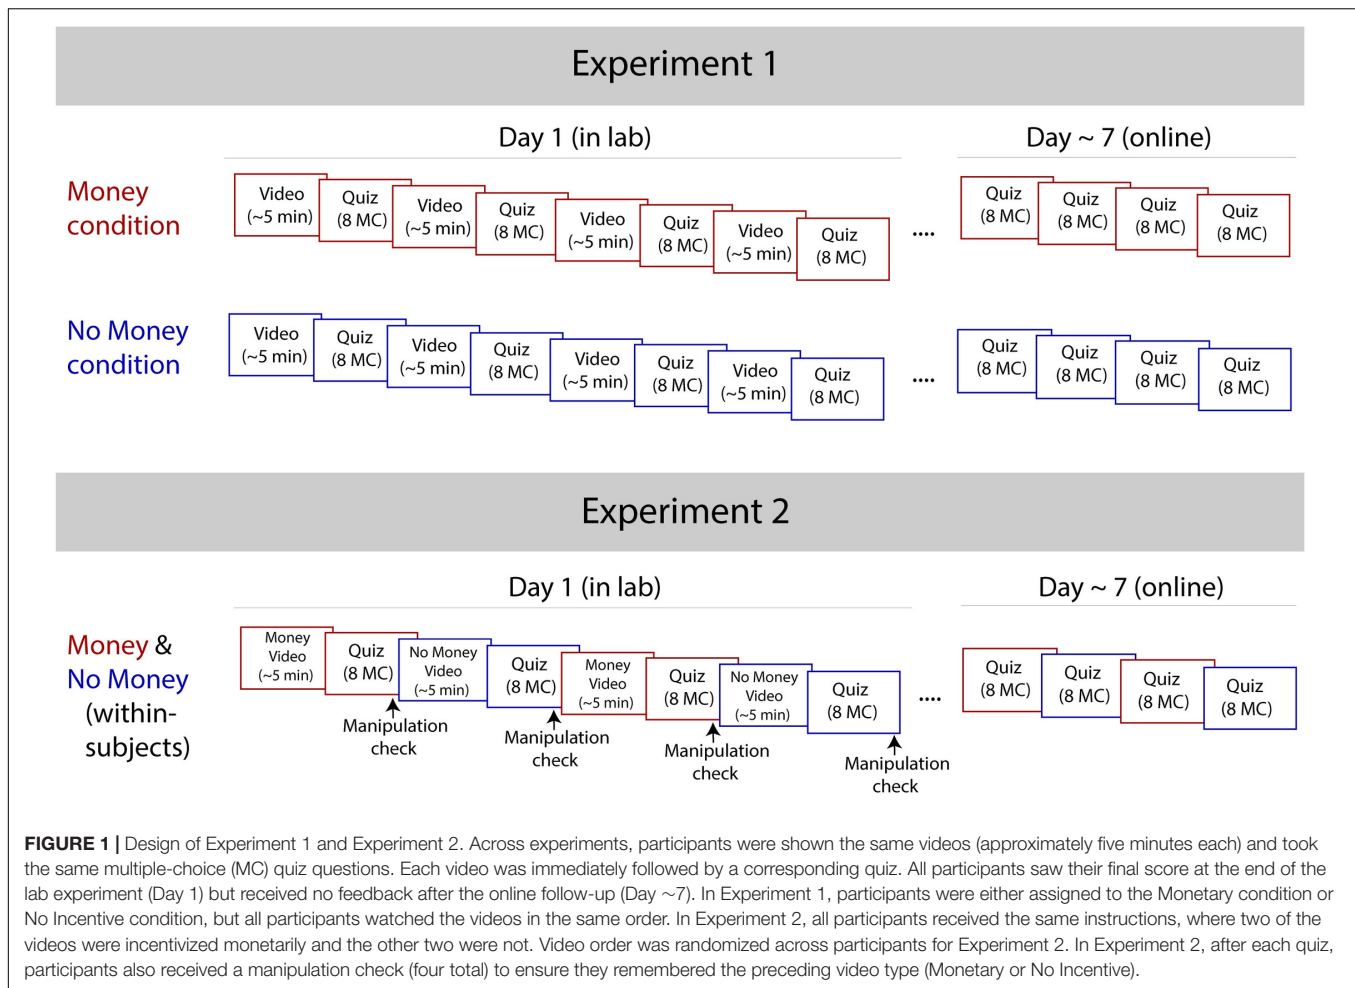 Experiment 1
Day 1 (in lab)
Day ~ 7 (online)
Money
condition
Video
(~5 min)
Quiz
(8 MC)
Video
(~5 min)
Quiz
(8 MC)
Video
(~5 min)
Quiz
(8 MC)
Video
(~5 min)
Quiz
(8 MC)
....
Quiz
(8 MC)
Quiz
(8 MC)
Quiz
(8 MC)
Quiz
(8 MC)
No Money
condition
Video
(~5 min)
Quiz
(8 MC)
Video
(~5 min)
Quiz
(8 MC)
Video
(~5 min)
Quiz
(8 MC)
Video
(~5 min)
Quiz
(8 MC)
....
Quiz
(8 MC)
Quiz
(8 MC)
Quiz
(8 MC)
Quiz
(8 MC)
Experiment 2
Day 1 (in lab)
Day ~ 7 (online)
Money &
No Money
(within-
subjects)
Money
Video
(~5 min)
Quiz
(8 MC)
No Money
Video
(~5 min)
Quiz
(8 MC)
Money
Video
(~5 min)
Quiz
(8 MC)
No Money
Video
(~5 min)
Quiz
(8 MC)
....
Quiz
(8 MC)
Quiz
(8 MC)
Quiz
(8 MC)
Quiz
(8 MC)
Manipulation
check
Manipulation
check
Manipulation
check
Manipulation
check
FIGURE 1 | Design of Experiment 1 and Experiment 2. Across experiments, participants were shown the same videos (approximately five minutes each) and took
the same multiple-choice (MC) quiz questions. Each video was immediately followed by a corresponding quiz. All participants saw their final score at the end of the
lab experiment (Day 1) but received no feedback after the online follow-up (Day ~7). In Experiment 1, participants were either assigned to the Monetary condition or
No Incentive condition, but all participants watched the videos in the same order. In Experiment 2, all participants received the same instructions, where two of the
videos were incentivized monetarily and the other two were not. Video order was randomized across participants for Experiment 2. In Experiment 2, after each quiz,
participants also received a manipulation check (four total) to ensure they remembered the preceding video type (Monetary or No Incentive).